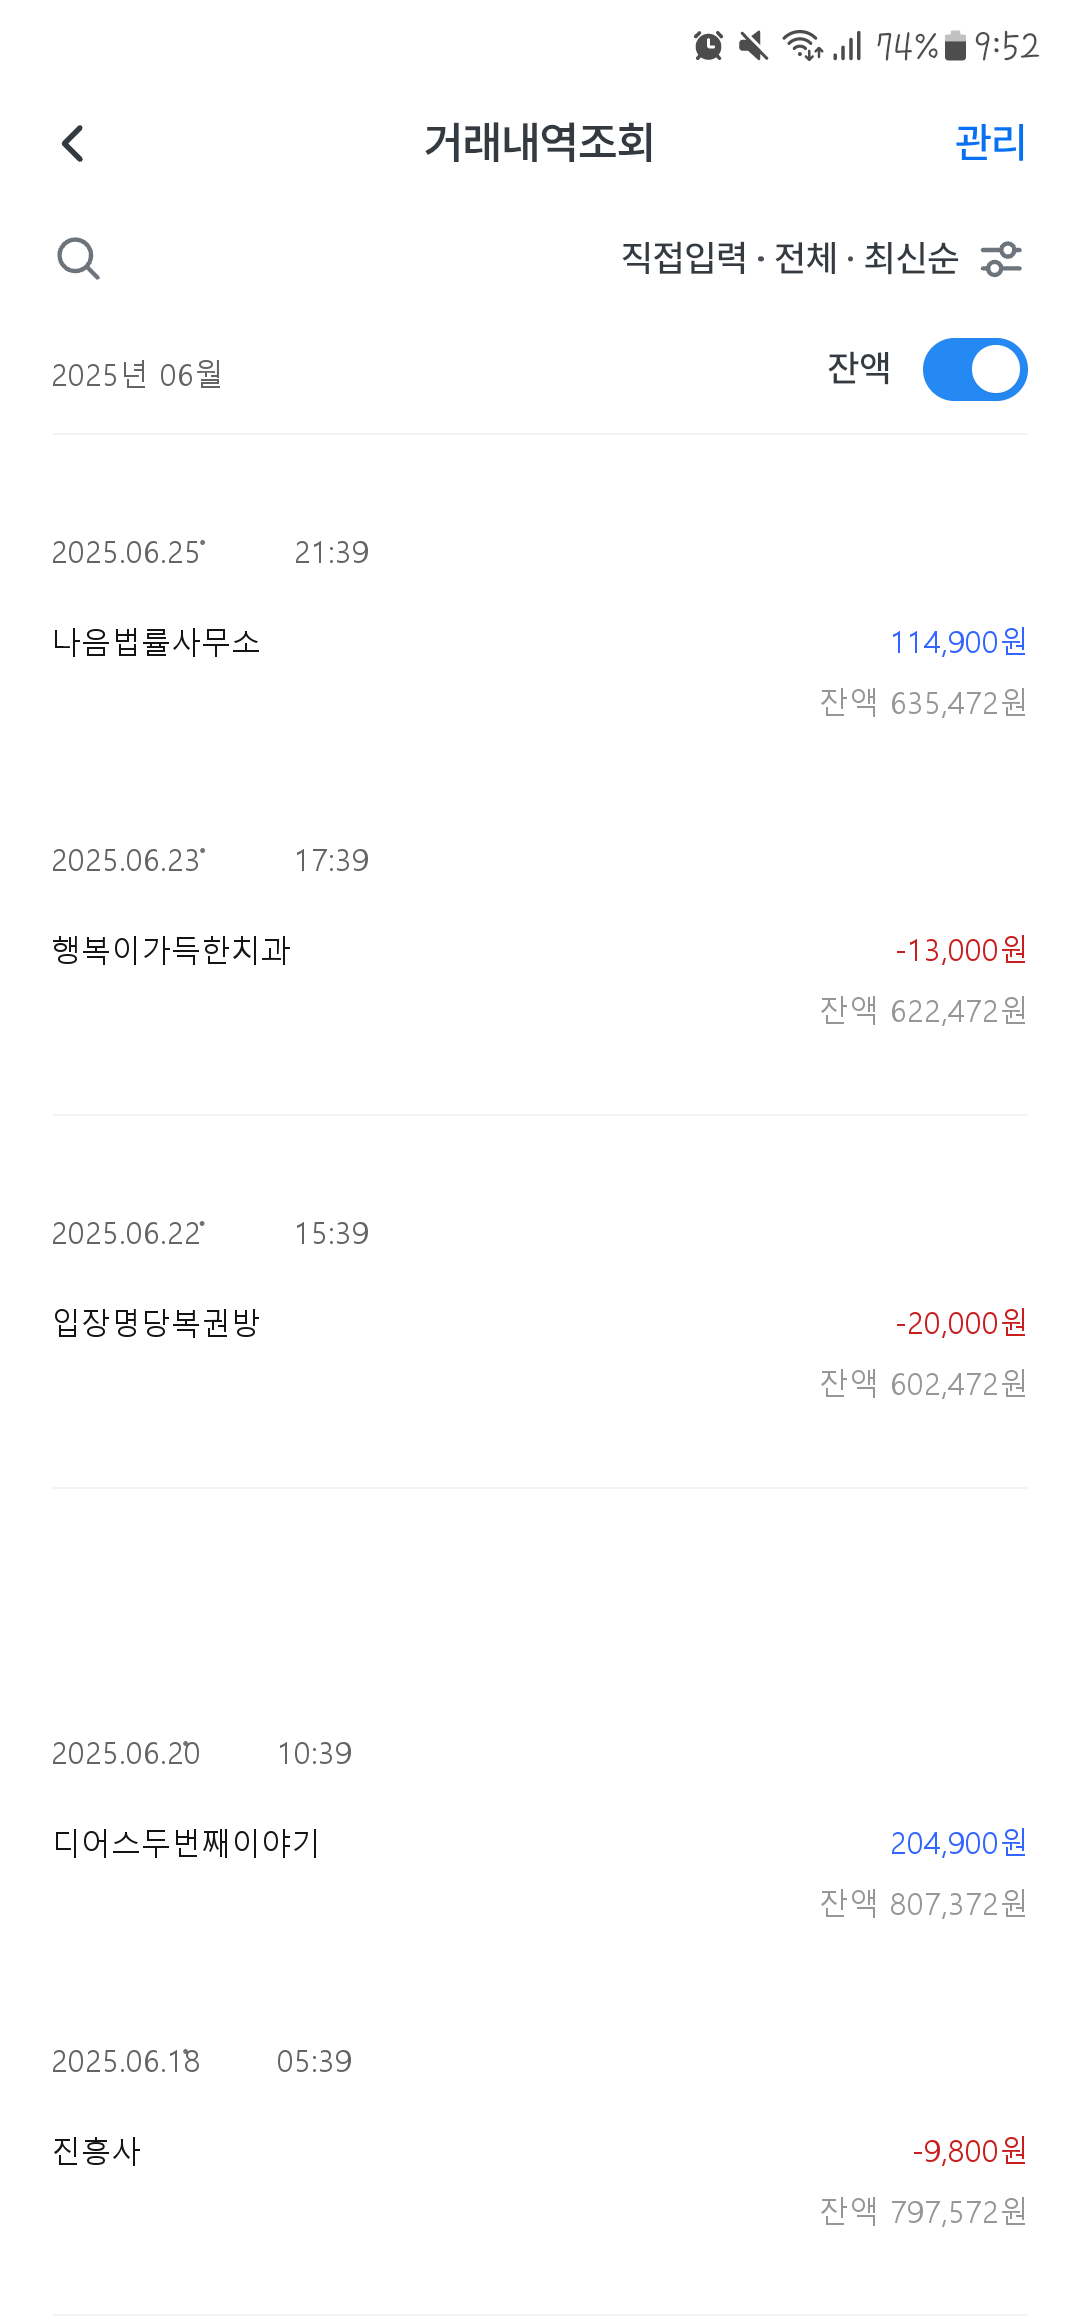 74% 9:52
거래내역조회 관리
직접입력 · 전체 · 최신순
2025년 06월 잔액
2025.06.25 21:39
나음법률사무소 114,900원
잔액 635,472원
2025.06.23 17:39
행복이가득한치과 -13,000원
잔액 622,472원
2025.06.22 15:39
입장명당복권방 -20,000원
잔액 602,472원
2025.06.20 10:39
디어스두번째이야기 204,900원
잔액 807,372원
2025.06.18 05:39
진흥사 -9,800원
잔액 797,572원